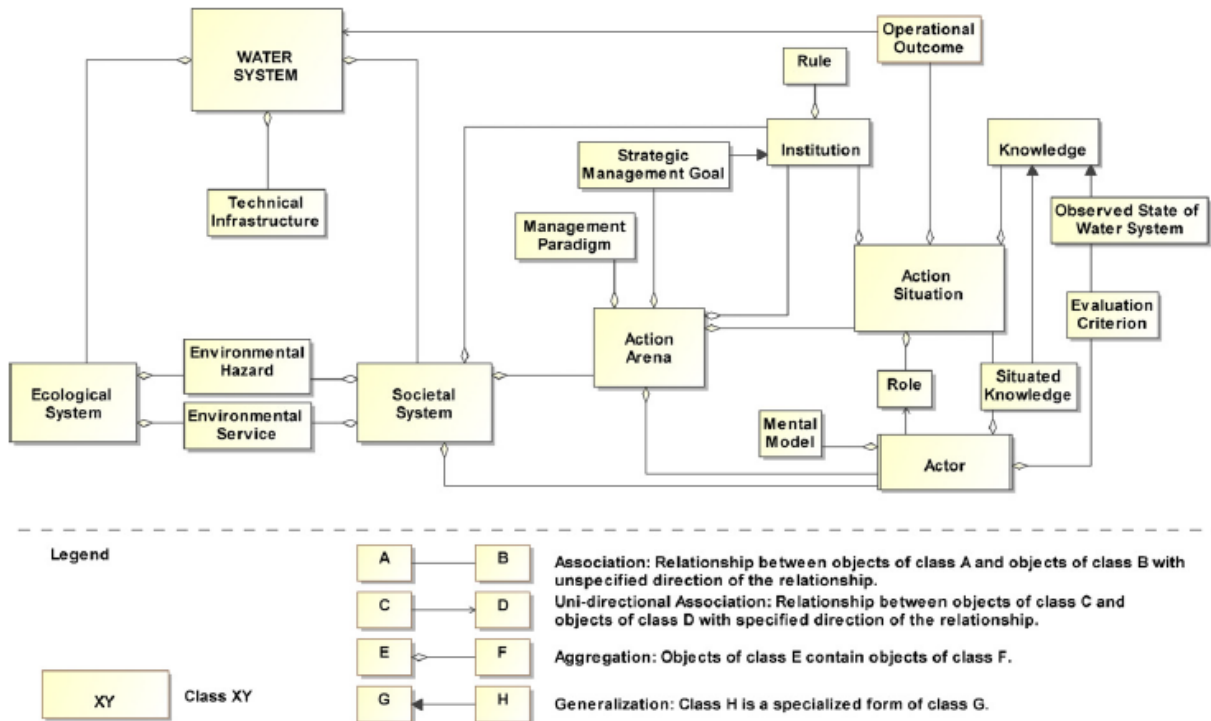 WATER
SYSTEM
Operational
Outcome
Rule
Institution
Knowledge
Strategic
Management Goal
Technical
Infrastructure
Management
Paradigm
Observed State of
Water System
Action
Situation
Evaluation
Criterion
Action
Arena
Environmental
Hazard
Ecological
System
Societal
System
Environmental
Service
Role
Situated
Knowledge
Mental
Model
Actor
Legend
A
B
Association: Relationship between objects of class A and objects of class B with
unspecified direction of the relationship.
C
D
Uni-directional Association: Relationship between objects of class C and
objects of class D with specified direction of the relationship.
E
F
Aggregation: Objects of class E contain objects of class F.
XY
Class XY
G
H
Generalization: Class H is a specialized form of class G.